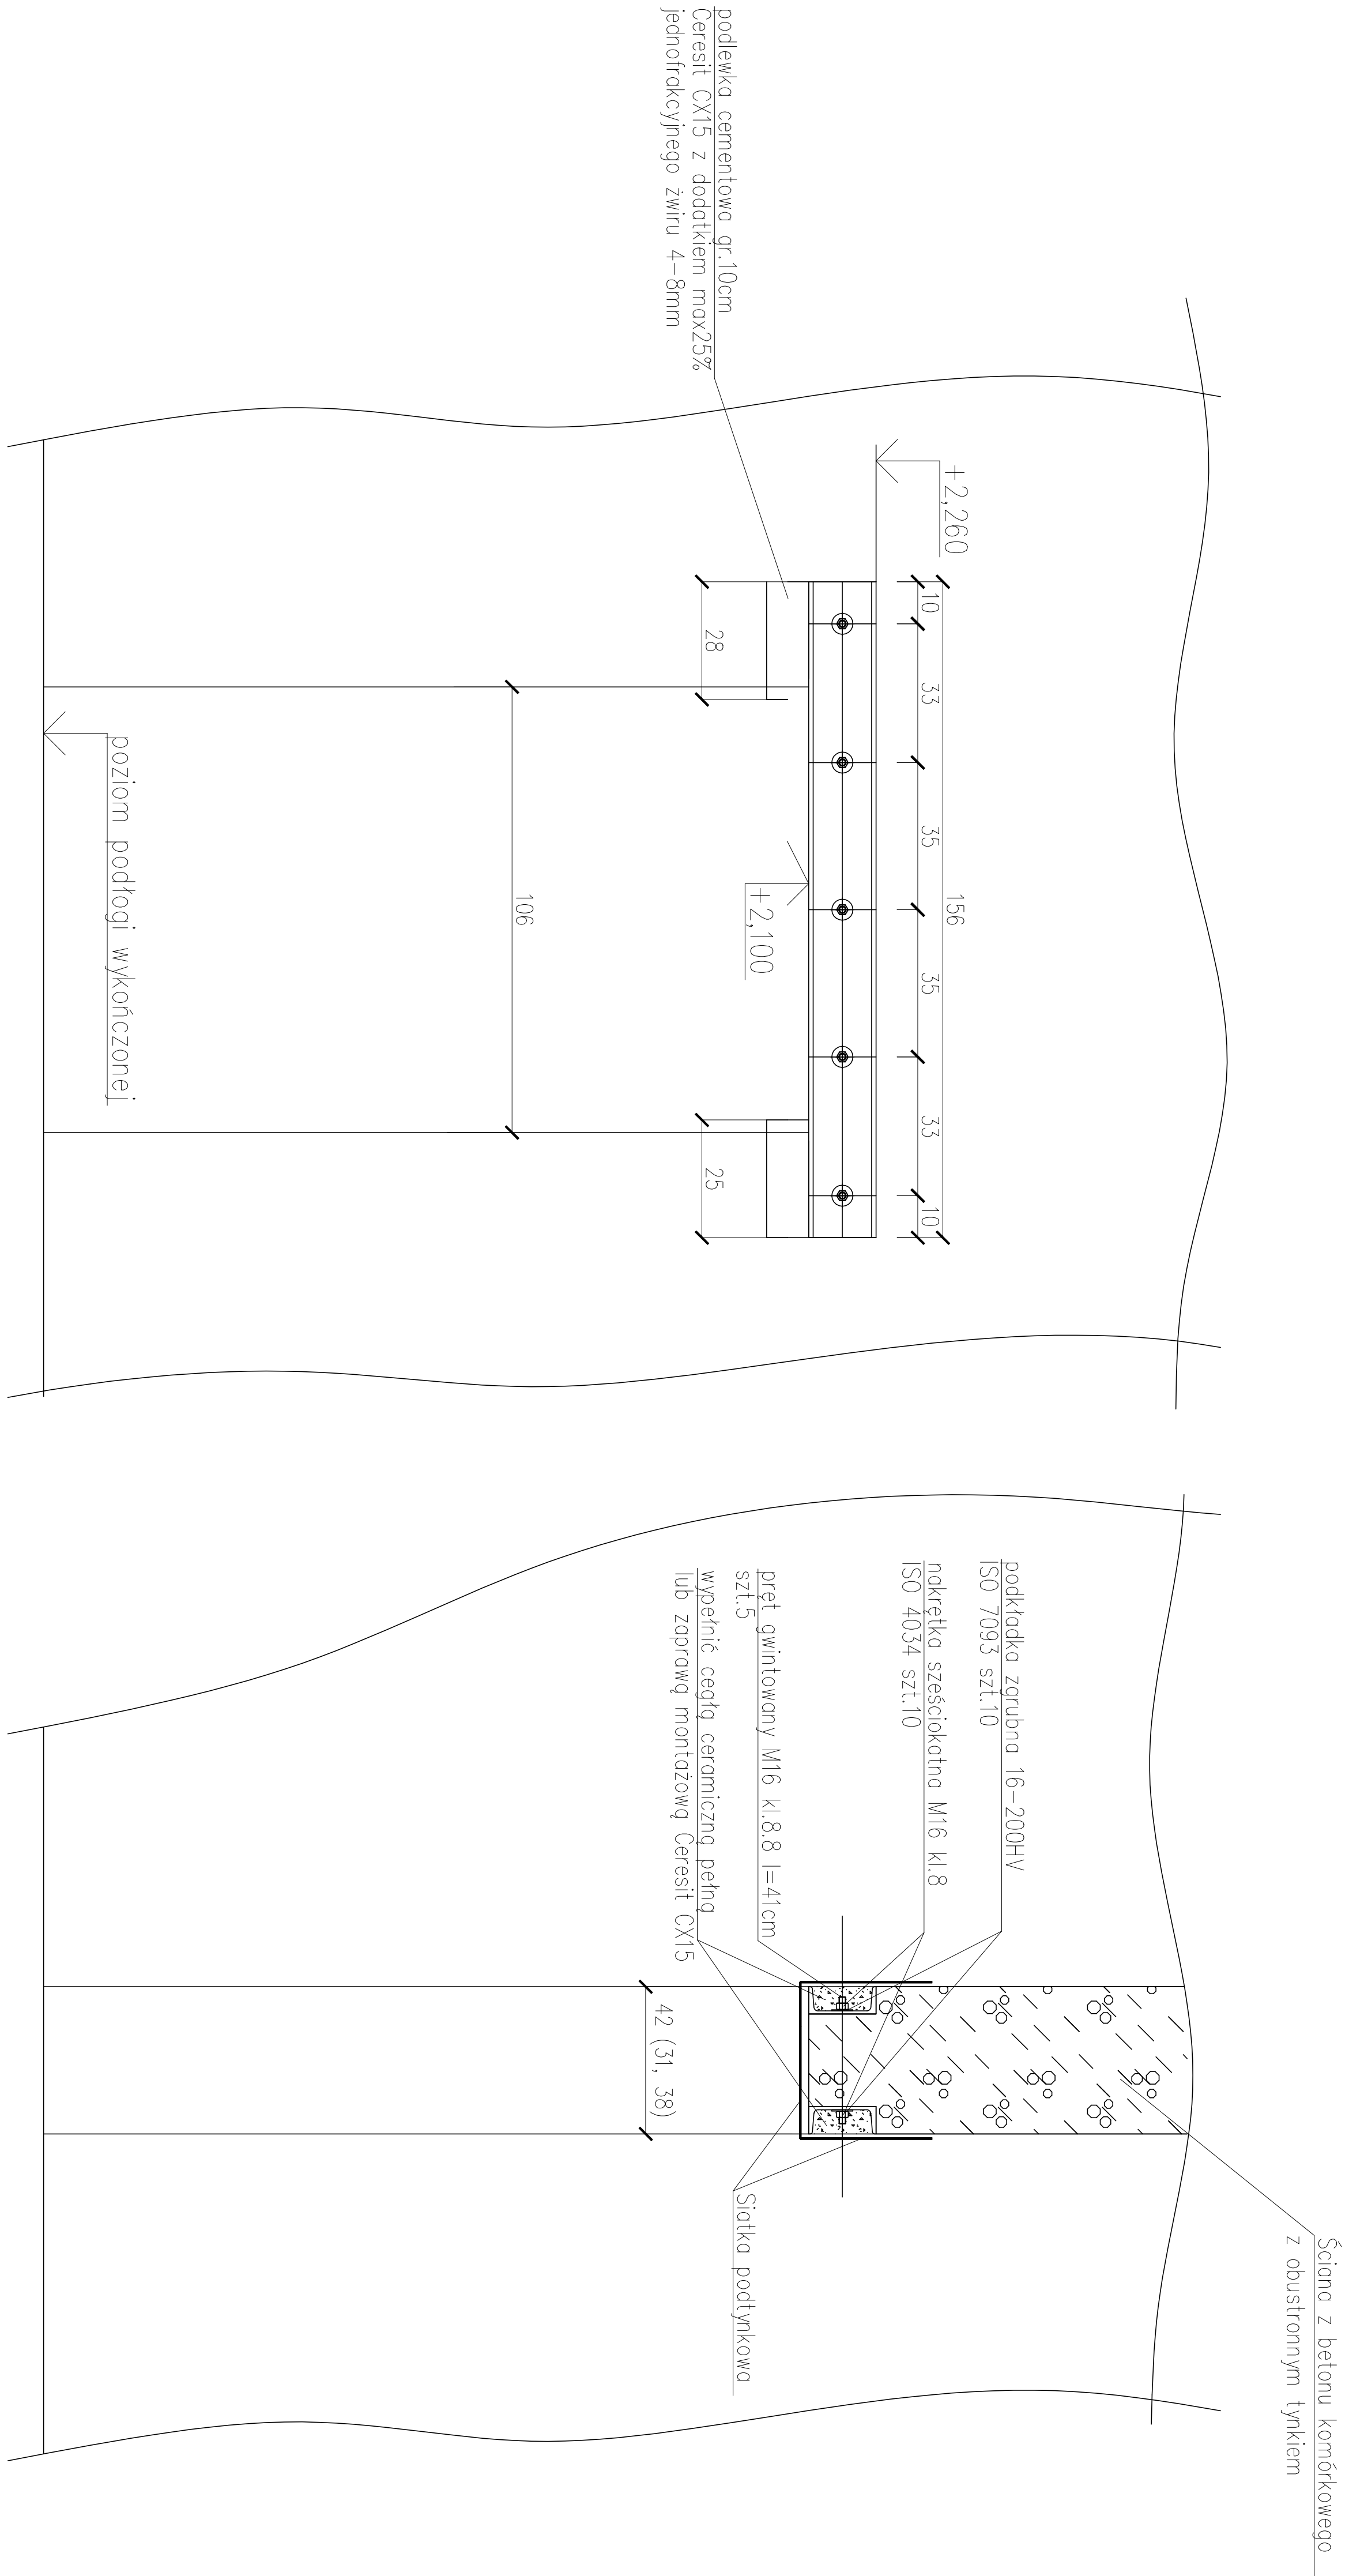 podlewka cementowa gr.10cm
Ceresit CX15 z dodatkiem max25%
jednofrakcyjnego żwiru 4-8mm
+2,260
156
10
33
35
35
33
10
28
25
+2,100
106
poziom podłogi wykończonej
podkładka zgrubna 16-200HV
ISO 7093 szt.10
nakrętka sześciokatna M16 kl.8
ISO 4034 szt.10
pręt gwintowany M16 kl.8.8 l=41cm
szt.5
wypełnić cegłą ceramiczną pełną
lub zaprawą montażową Ceresit CX15
42 (31, 38)
Siatka podtynkowa
Ściana z betonu komórkowego
z obustronnym tynkiem